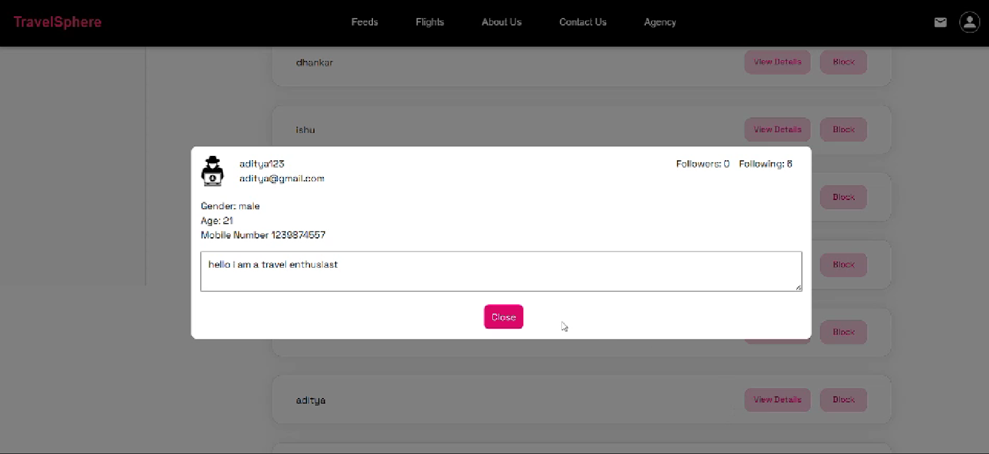 TravelSphere
Feeds Flights About Us Contact Us Agency
dhankar View Details Block
ishu View Details Block
aditya123 Followers: 0 Following: 6
aditya@gmail.com
Gender: male
Age: 21
Block
Mobile Number 1239874557
hello i am a travel enthusiast
Block
Close
Block
aditya View Details Block